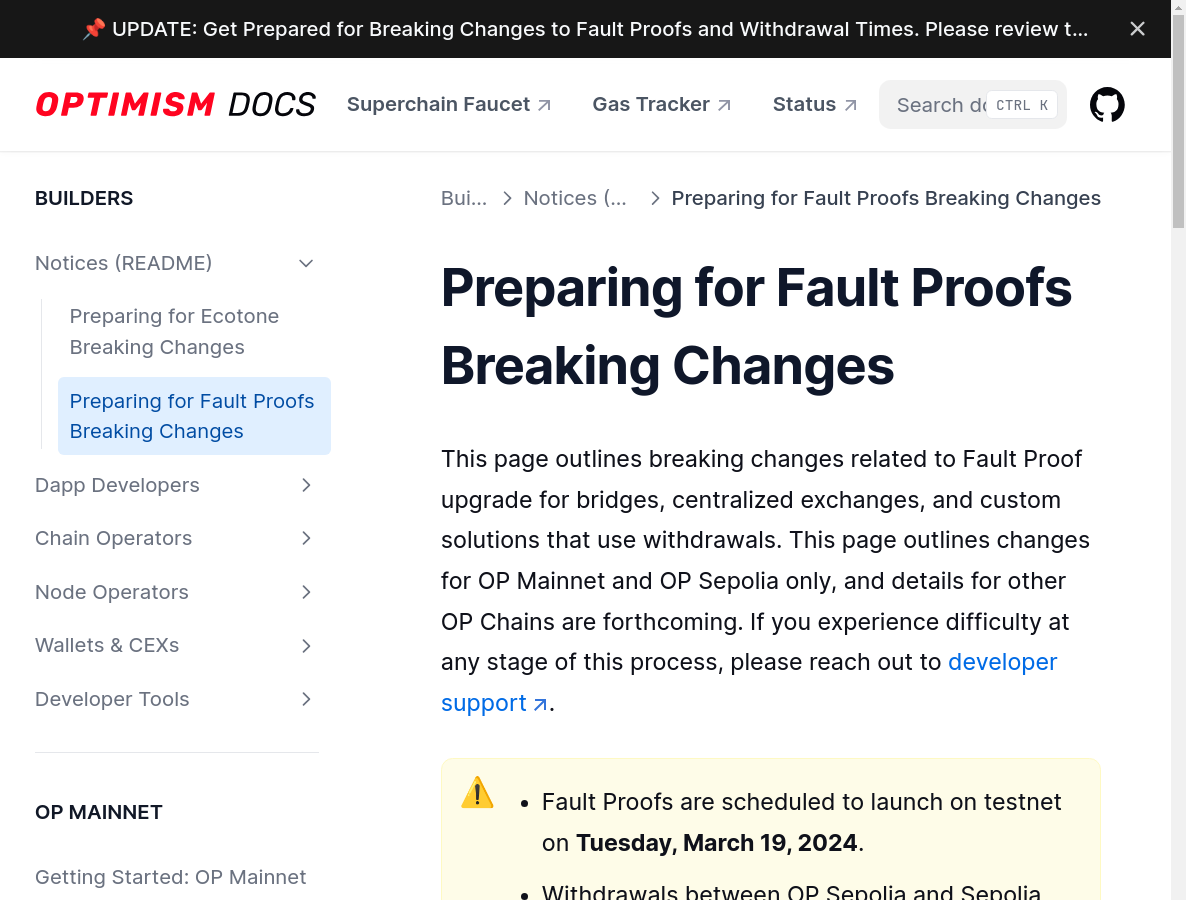 📌 UPDATE: Get Prepared for Breaking Changes to Fault Proofs and Withdrawal Times. Please review t...
OPTIMISM DOCS
Superchain Faucet
Gas Tracker
Status
Search do
CTRL K
BUILDERS
Notices (README)
Preparing for Ecotone
Breaking Changes
Preparing for Fault Proofs
Breaking Changes
Dapp Developers
Chain Operators
Node Operators
Wallets & CEXs
Developer Tools
OP MAINNET
Getting Started: OP Mainnet
Bui... > Notices (... > Preparing for Fault Proofs Breaking Changes
Preparing for Fault Proofs
Breaking Changes
This page outlines breaking changes related to Fault Proof
upgrade for bridges, centralized exchanges, and custom
solutions that use withdrawals. This page outlines changes
for OP Mainnet and OP Sepolia only, and details for other
OP Chains are forthcoming. If you experience difficulty at
any stage of this process, please reach out to developer
support ↗.
• Fault Proofs are scheduled to launch on testnet
on Tuesday, March 19, 2024.
• Withdrawals between OP Sepolia and Sepolia